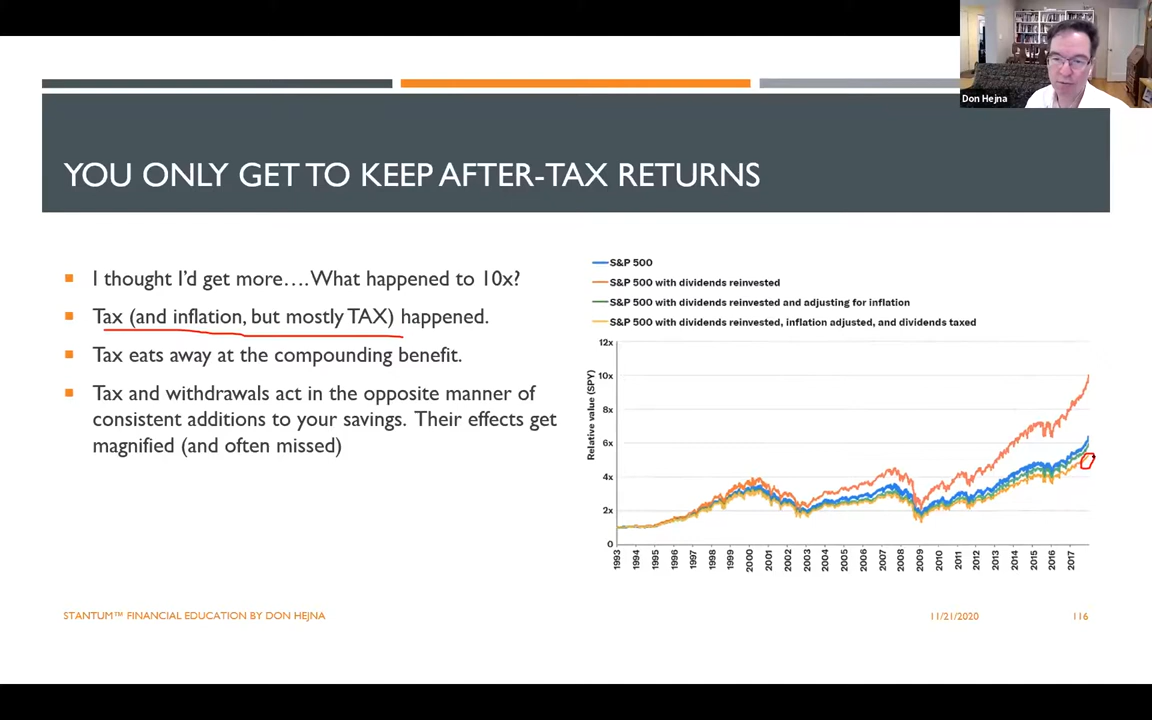 Don Hejna
YOU ONLY GET TO KEEP AFTER-TAX RETURNS
I thought I'd get more....What happened to 10x?
Tax (and inflation, but mostly TAX) happened.
Tax eats away at the compounding benefit.
Tax and withdrawals act in the opposite manner of
consistent additions to your savings. Their effects get
magnified (and often missed)
S&P 500
S&P 500 with dividends reinvested
S&P 500 with dividends reinvested and adjusting for inflation
S&P 500 with dividends reinvested, inflation adjusted, and dividends taxed
Relative value (SPY)
12x
10x
8x
6x
4x
2x
0
1993 1994 1995 1996 1997 1998 1999 2000 2001 2002 2003 2004 2005 2006 2007 2008 2009 2010 2011 2012 2013 2014 2015 2016 2017
STANTUM™ FINANCIAL EDUCATION BY DON HEJNA
11/21/2020
116